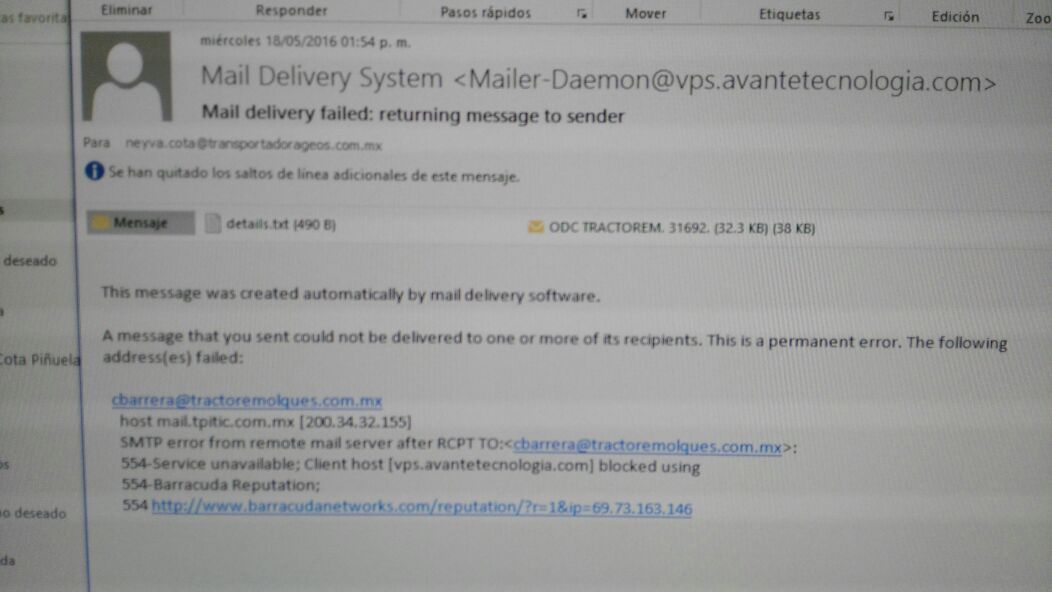 Eliminar Responder Pasos rápidos Mover Etiquetas Edición Zoo
as favorita
miércoles 18/05/2016 01:54 p. m.
Mail Delivery System <Mailer-Daemon@vps.avantetecnologia.com>
Mail delivery failed: returning message to sender
Para neyva.cota@transportadorageos.com.mx
Se han quitado los saltos de línea adicionales de este mensaje.
s
Mensaje details.txt (490 B) ODC TRACTOREM. 31692. (32.3 KB) (38 KB)
deseado
This message was created automatically by mail delivery software.
a
A message that you sent could not be delivered to one or more of its recipients. This is a permanent error. The following
Cota Piñuela
address(es) failed:
cbarrera@tractoremolques.com.mx
host mail.tpitic.com.mx [200.34.32.155]
SMTP error from remote mail server after RCPT TO:<cbarrera@tractoremolques.com.mx>:
os
554-Service unavailable; Client host [vps.avantetecnologia.com] blocked using
554-Barracuda Reputation;
554 http://www.barracudanetworks.com/reputation/?r=1&ip=69.73.163.146
no deseado
da